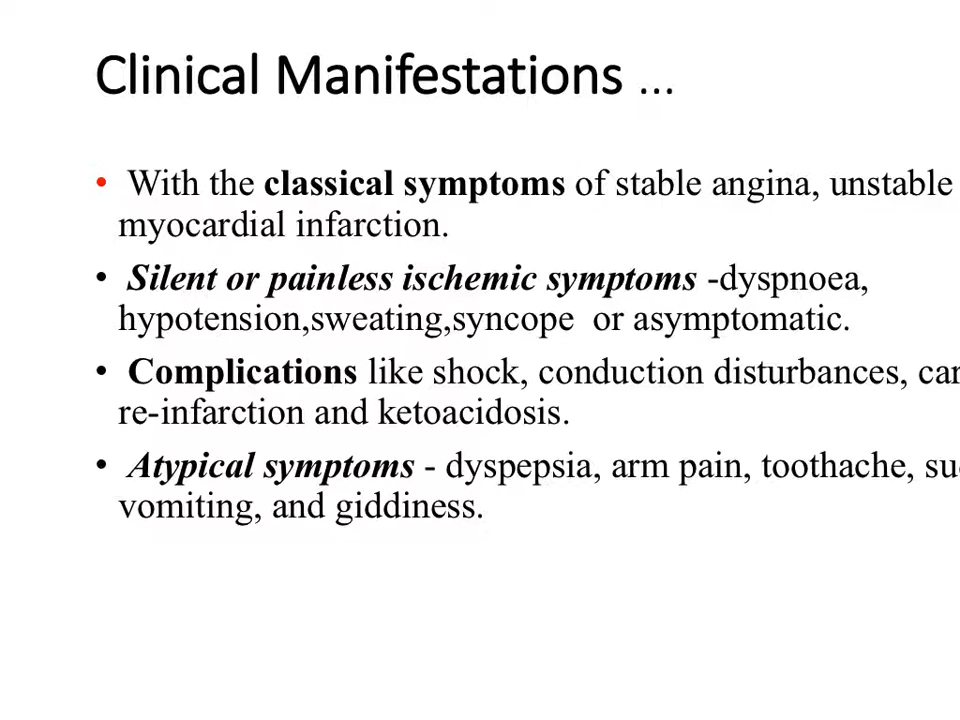 Clinical Manifestations ...
• With the classical symptoms of stable angina, unstable
myocardial infarction.
• Silent or painless ischemic symptoms -dyspnoea,
hypotension,sweating,syncope or asymptomatic.
• Complications like shock, conduction disturbances,
re-infarction and ketoacidosis.
• Atypical symptoms - dyspepsia, arm pain, toothache,
vomiting, and giddiness.